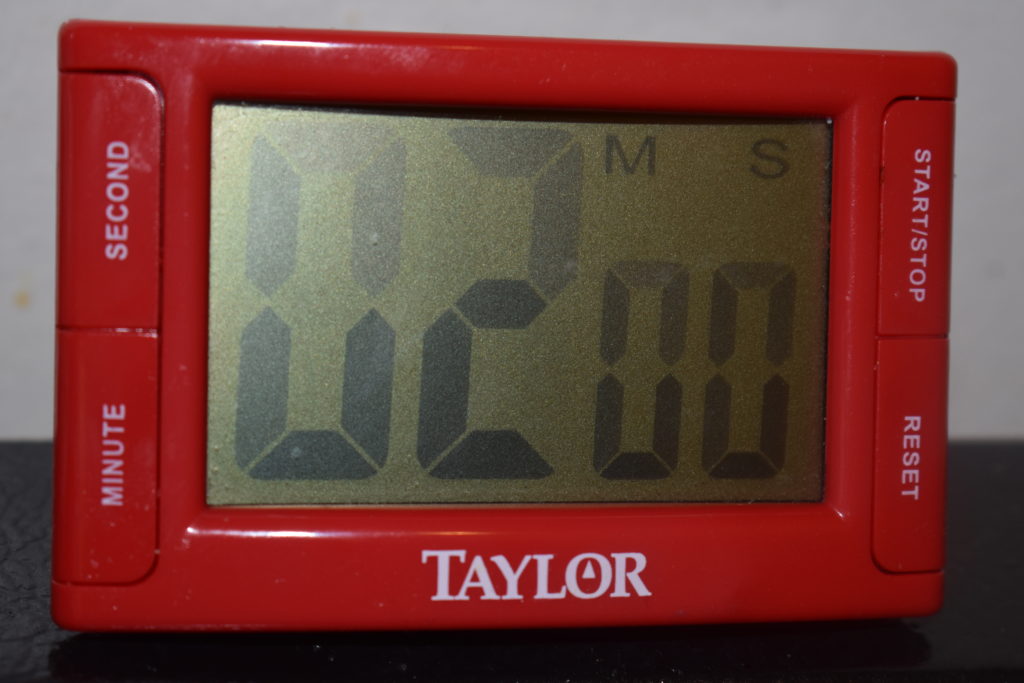 SECOND
MINUTE
M S
02 00
START/STOP
RESET
TAYLOR